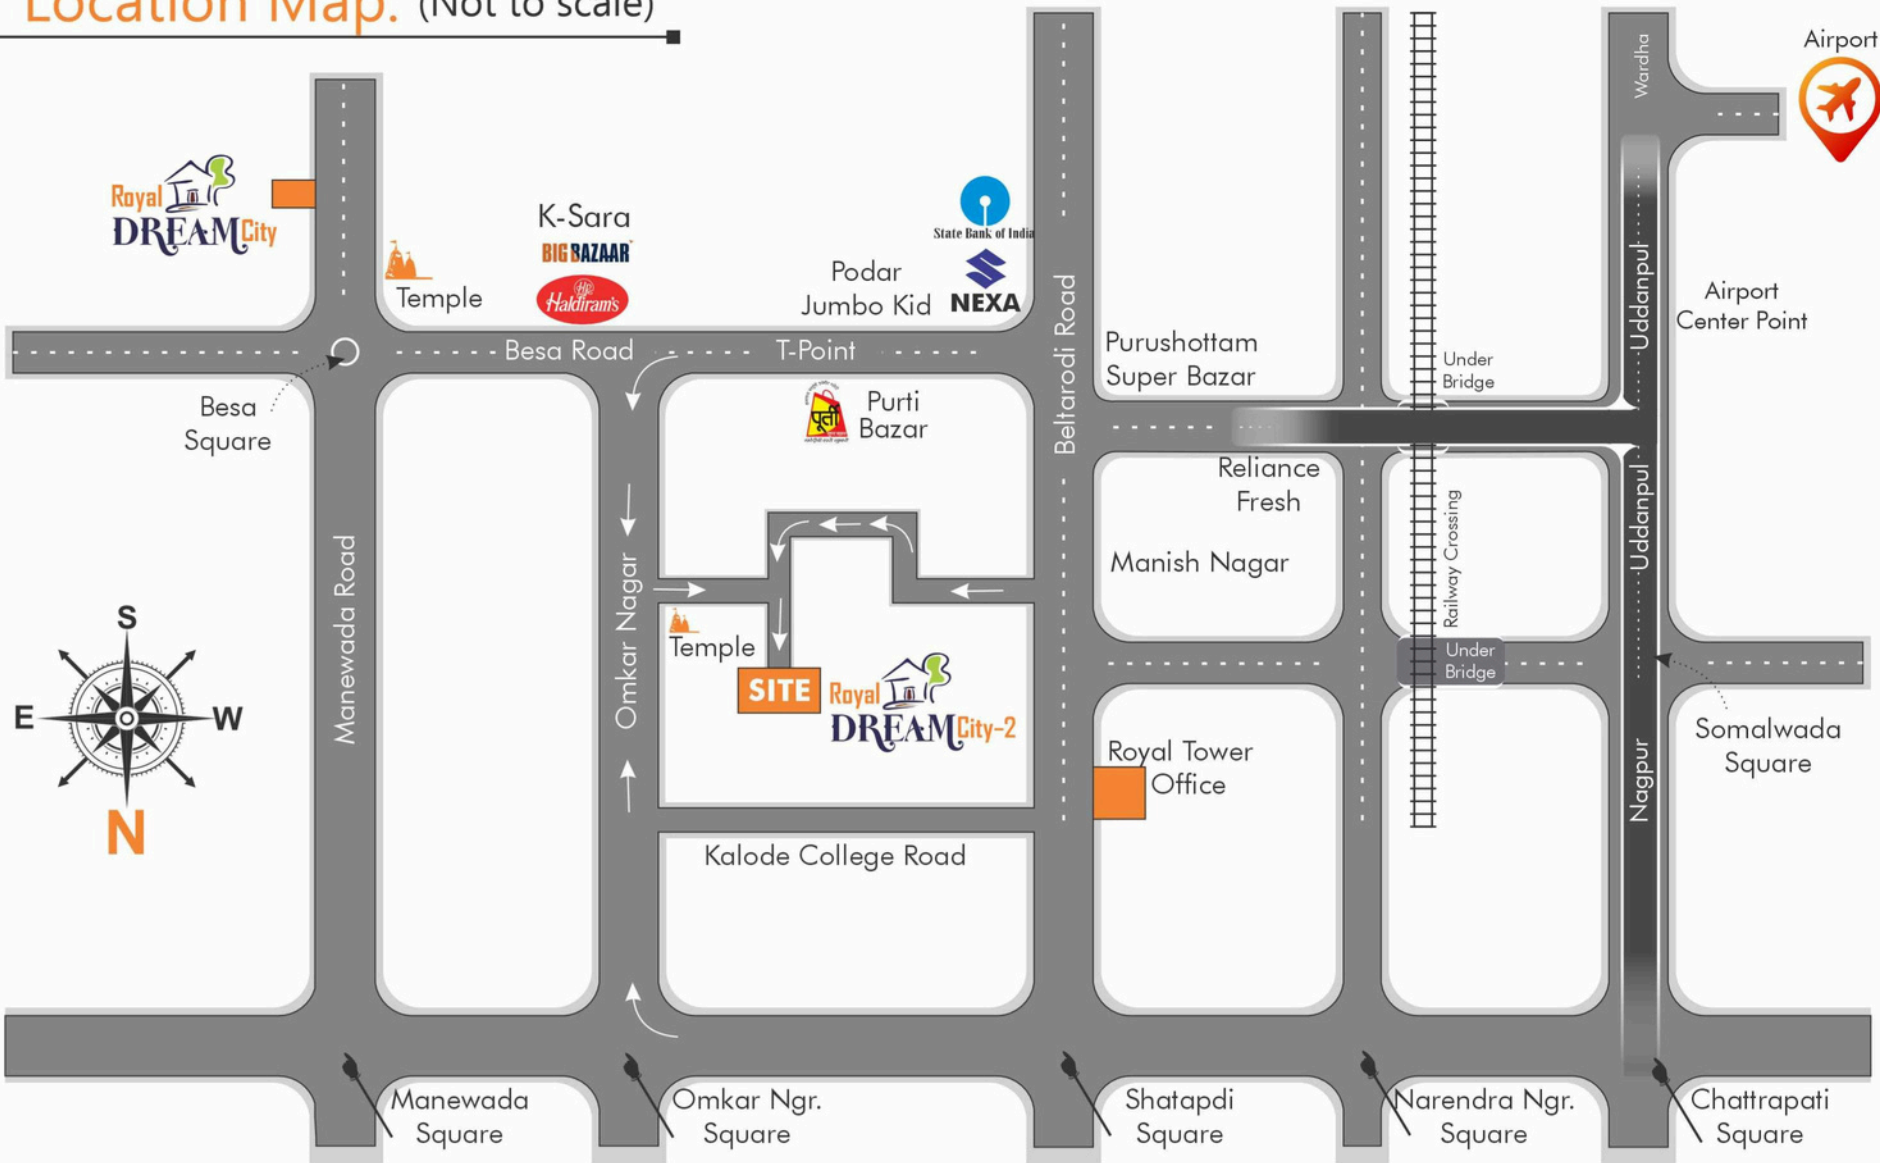 Location Map. (Not to scale)
Airport
Wardha
Royal
DREAM City
K-Sara
BIG BAZAAR
Haldiram's
State Bank of India
Podar
Jumbo Kid
NEXA
Temple
Airport
Center Point
Uddanpul
Beltarodi Road
Purushottam
Super Bazar
Under
Bridge
Besa Road
T-Point
Besa
Square
पूर्ती
Purti
Bazar
Reliance
Fresh
Uddanpul
Railway Crossing
Manish Nagar
Manewada Road
Omkar Nagar
Temple
SITE
Royal
DREAM City-2
Under
Bridge
Somalwada
Square
S
E
W
N
Royal Tower
Office
Nagpur
Kalode College Road
Manewada
Square
Omkar Ngr.
Square
Shatapdi
Square
Narendra Ngr.
Square
Chattrapati
Square